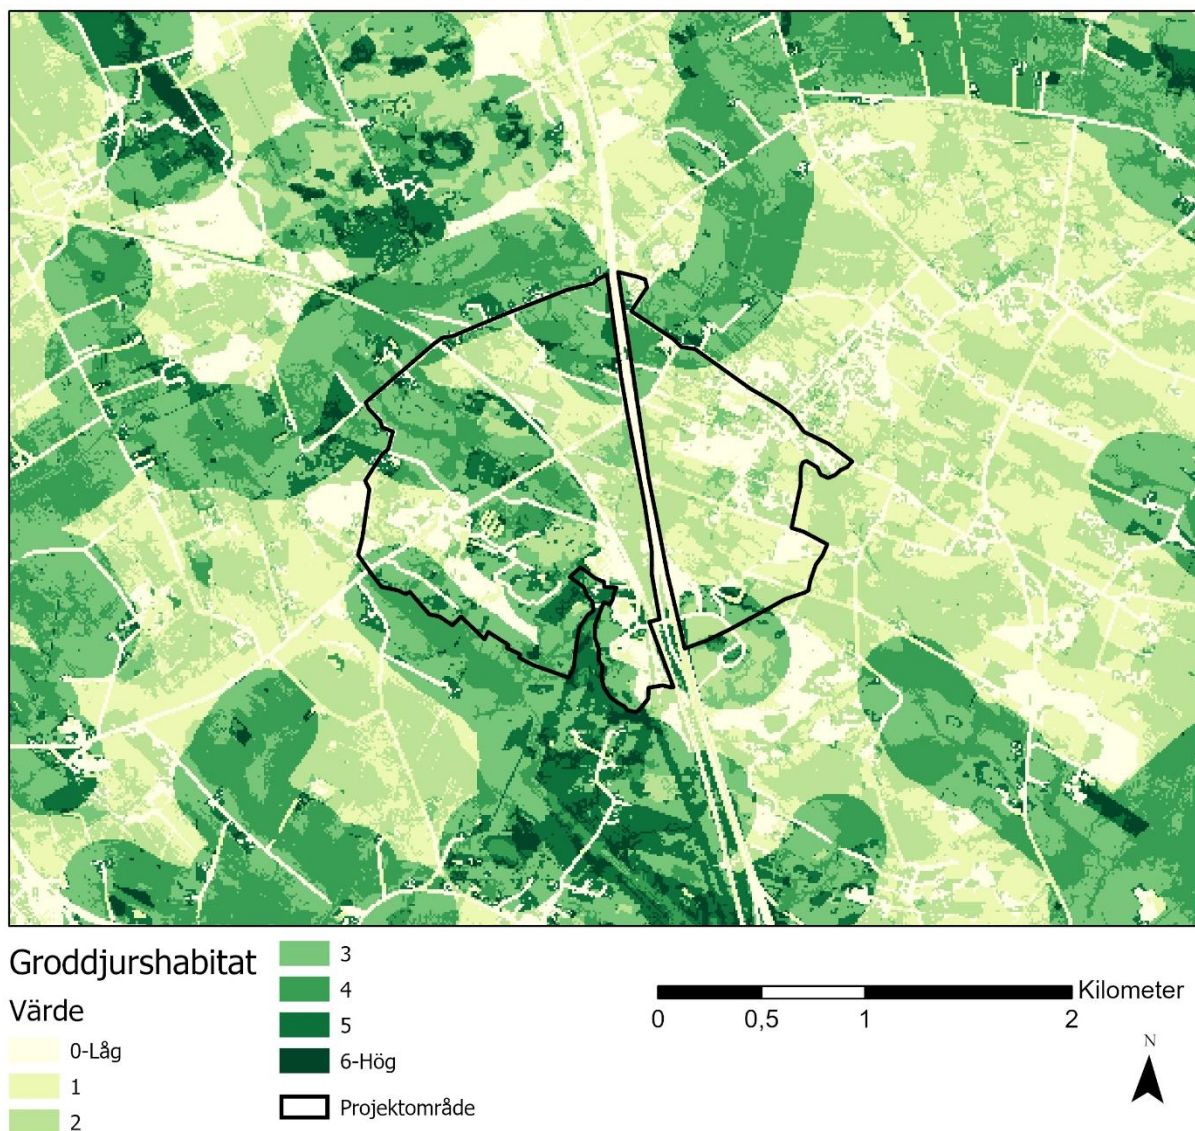 Groddjurshabitat
Värde
0-Låg
1
2
3
4
5
6-Hög
Projektområde
Kilometer
0 0,5 1 2
N